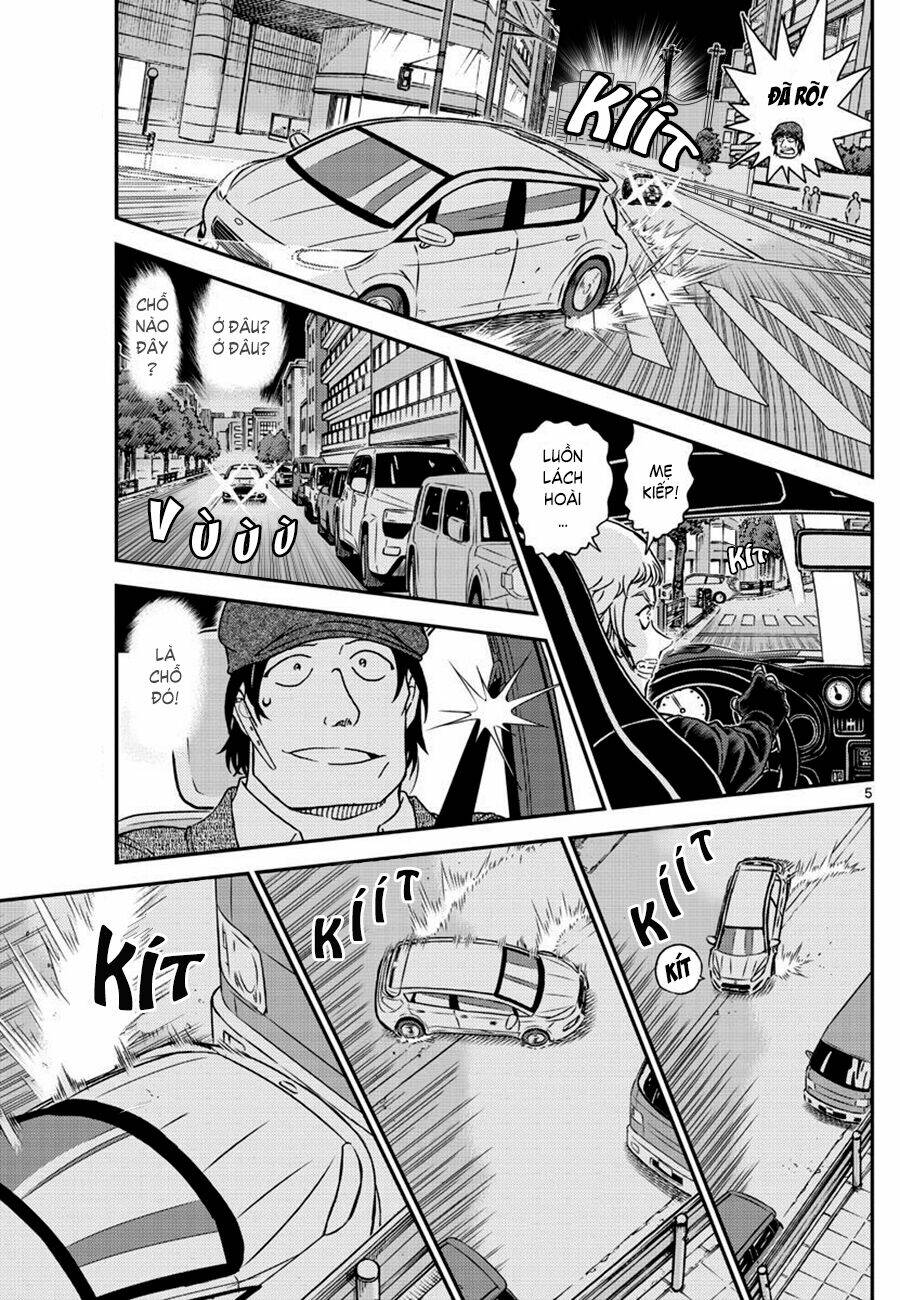 ĐÃ RÕ!
KÍÍT
MẸ
KIẾP!
LUỒN
LÁCH
HOÀI
...
KÍT
Ở ĐÂU?
Ở ĐÂU?
CHỖ
NÀO
ĐÂY
?
VÙÙÙ
LÀ
CHỖ
ĐÓ!
5
KÍÍT
KÍT
KÍÍT
KÍT